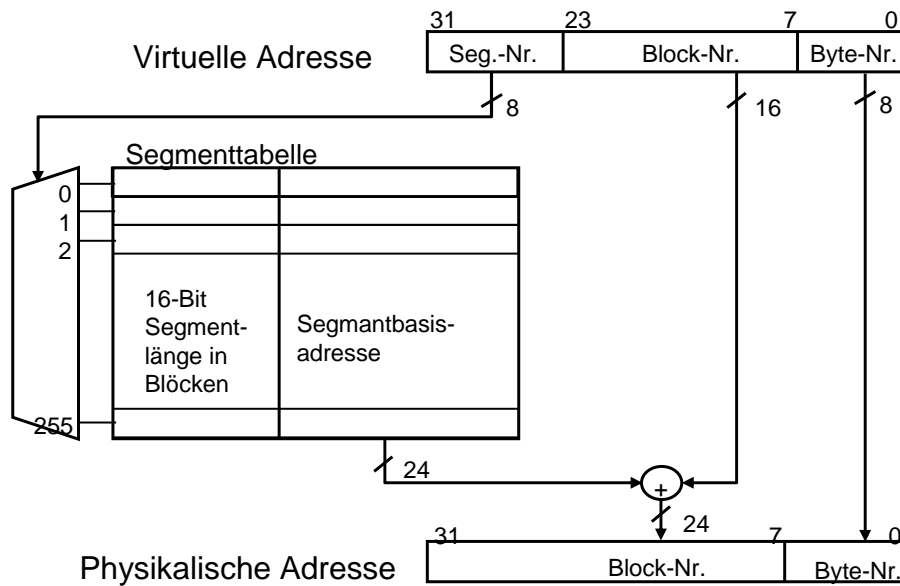 31 23 7 0
Virtuelle Adresse Seg.-Nr. Block-Nr. Byte-Nr.
8 16 8
Segmenttabelle
0
1
2
16-Bit
Segment-
länge in
Blöcken
Segmantbasis-
adresse
255
24
+
24
31 7 0
Physikalische Adresse Block-Nr. Byte-Nr.